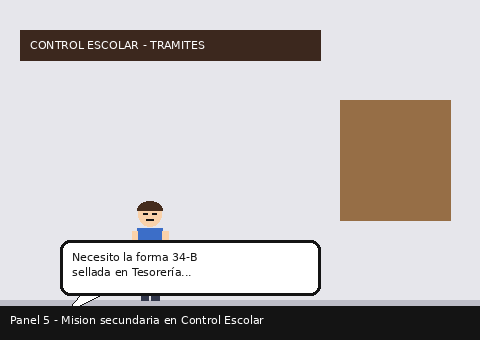 CONTROL ESCOLAR - TRAMITES
Necesito la forma 34-B
sellada en Tesorería...
Panel 5 - Mision secundaria en Control Escolar